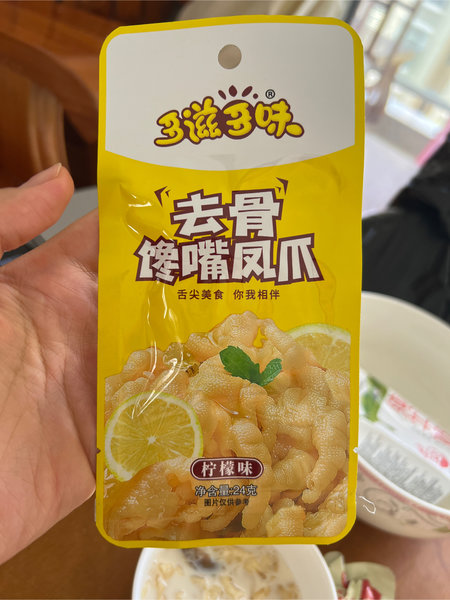 多滋多味®
去骨
馋嘴凤爪
舌尖美食 你我相伴
柠檬味
净含量:24克
图片仅供参考